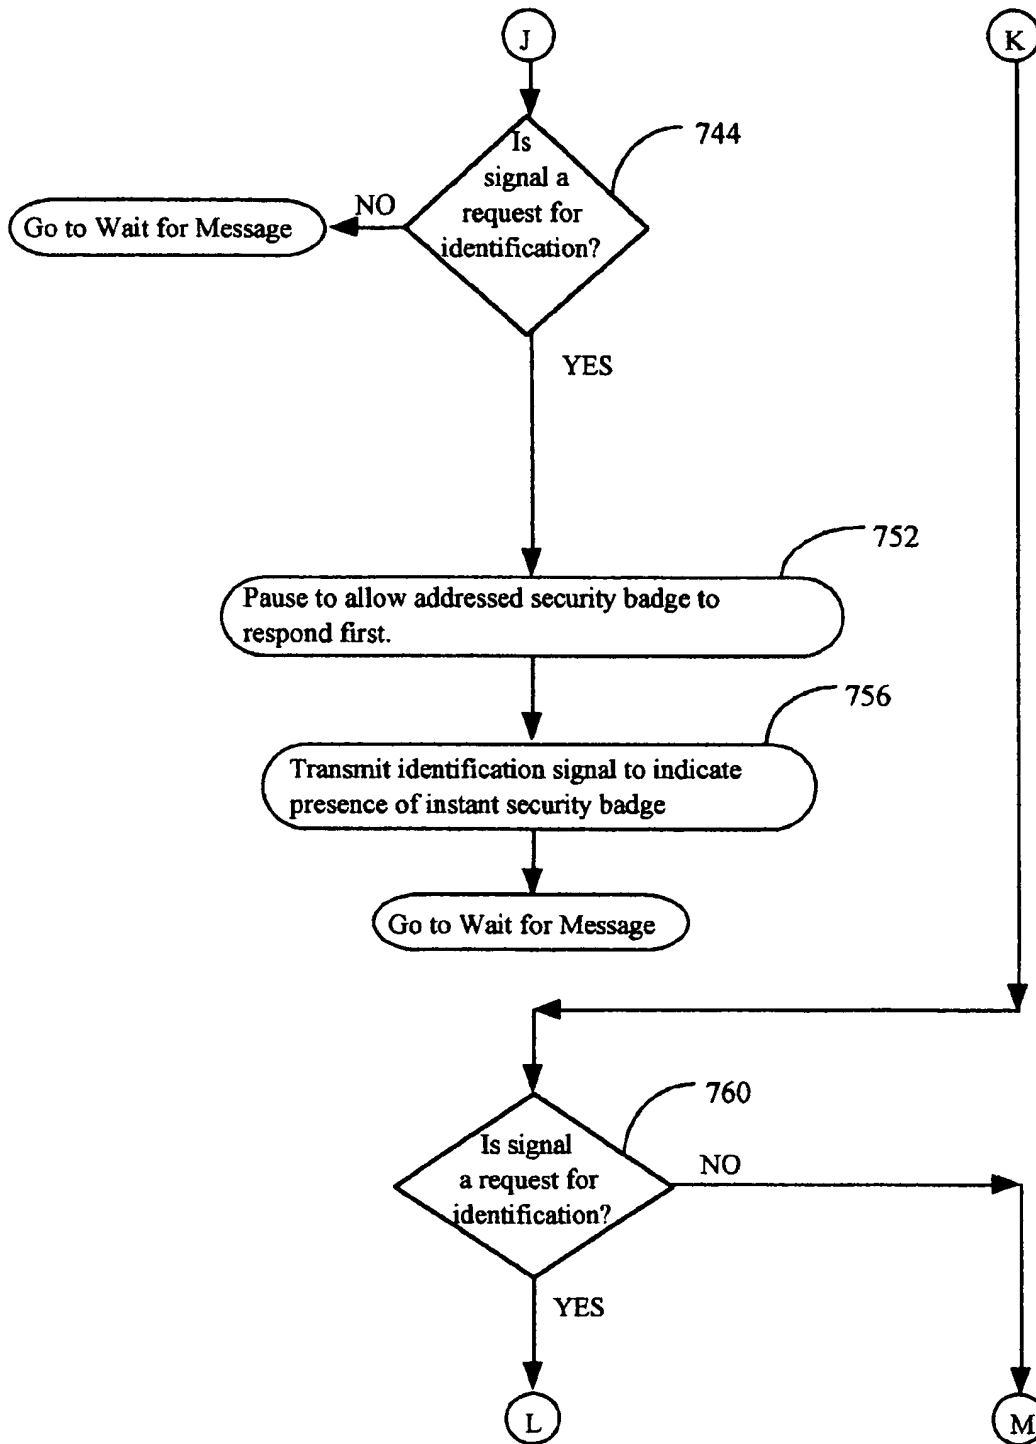 J
K
744
Is
signal a
request for
identification?
NO
Go to Wait for Message
YES
752
Pause to allow addressed security badge to
respond first.
756
Transmit identification signal to indicate
presence of instant security badge
Go to Wait for Message
760
Is signal
a request for
identification?
NO
YES
L
M